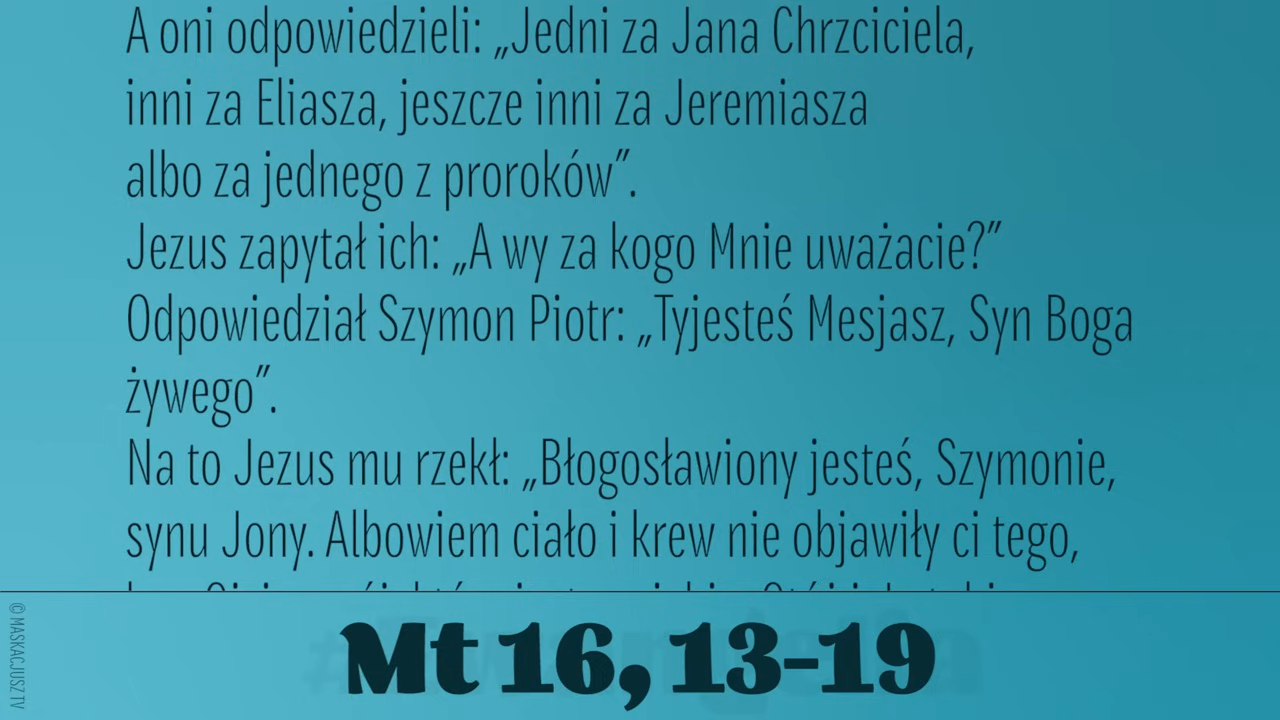 A oni odpowiedzieli: „Jedni za Jana Chrzciciela,
inni za Eliasza, jeszcze inni za Jeremiasza
albo za jednego z proroków”.
Jezus zapytał ich: „A wy za kogo Mnie uważacie?”
Odpowiedział Szymon Piotr: „Tyjesteś Mesjasz, Syn Boga
żywego”.
Na to Jezus mu rzekł: „Błogosławiony jesteś, Szymonie,
synu Jony. Albowiem ciało i krew nie objawiły ci tego,
Mt 16, 13-19
© MASKACJUSZ TV